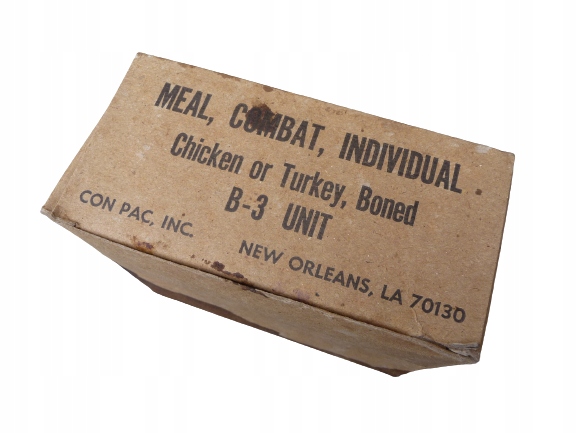 MEAL, COMBAT, INDIVIDUAL
Chicken or Turkey, Boned
B-3 UNIT
CON PAC, INC.
NEW ORLEANS, LA 70130